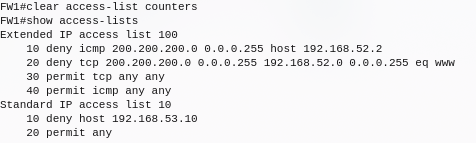 FW1#clear access-list counters
FW1#show access-lists
Extended IP access list 100
    10 deny icmp 200.200.200.0 0.0.0.255 host 192.168.52.2
    20 deny tcp 200.200.200.0 0.0.0.255 192.168.52.0 0.0.0.255 eq www
    30 permit tcp any any
    40 permit icmp any any
Standard IP access list 10
    10 deny host 192.168.53.10
    20 permit any